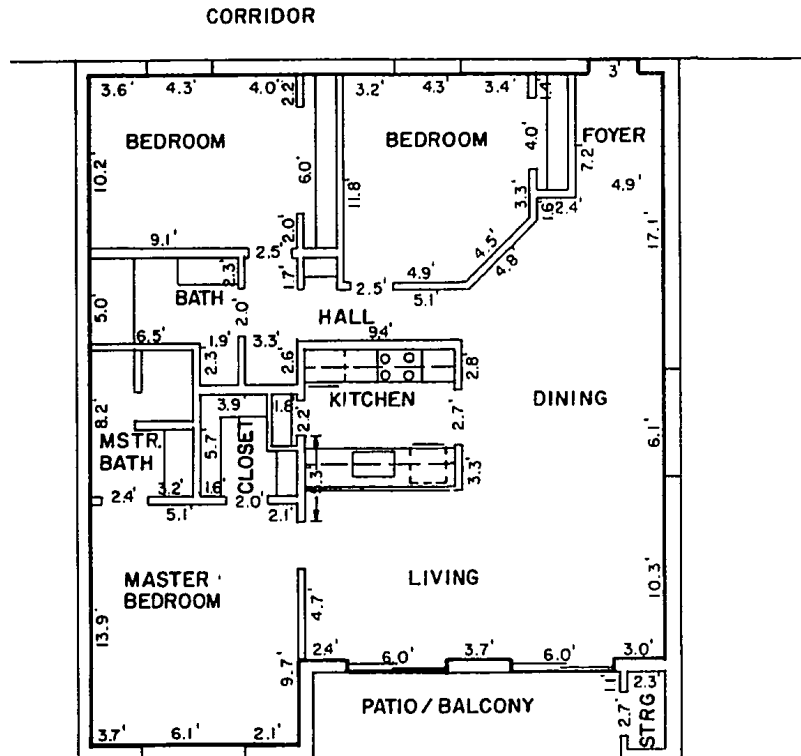 CORRIDOR
3.6' 4.3' 4.0' 2.2' 3.2' 4.3' 3.4' 1.4' 3'
BEDROOM BEDROOM FOYER
10.2' 6.0' 11.8' 4.0' 7.2'
4.9'
3.3' 1.6' 2.4' 17.1'
9.1' 2.5' 2.0' 4.5' 4.8'
2.3' 1.7' 2.5' 4.9'
5.1'
BATH
5.0' 2.0' HALL
6.5' 1.9' 3.3' 9.4'
2.3' 2.6' 2.8'
8.2' 3.9' 1.8' 2.2' KITCHEN 2.7' DINING 6.1'
MSTR.
BATH
5.7' CLOSET 3.3'
2.4' 3.2' 1.6' 2.0'
5.1' 2.1'
MASTER
BEDROOM
LIVING
13.9' 4.7' 10.3'
2.4' 6.0' 3.7' 6.0' 3.0'
9.7' 1.1' 2.3'
PATIO / BALCONY
2.7' STRG
3.7' 6.1' 2.1'